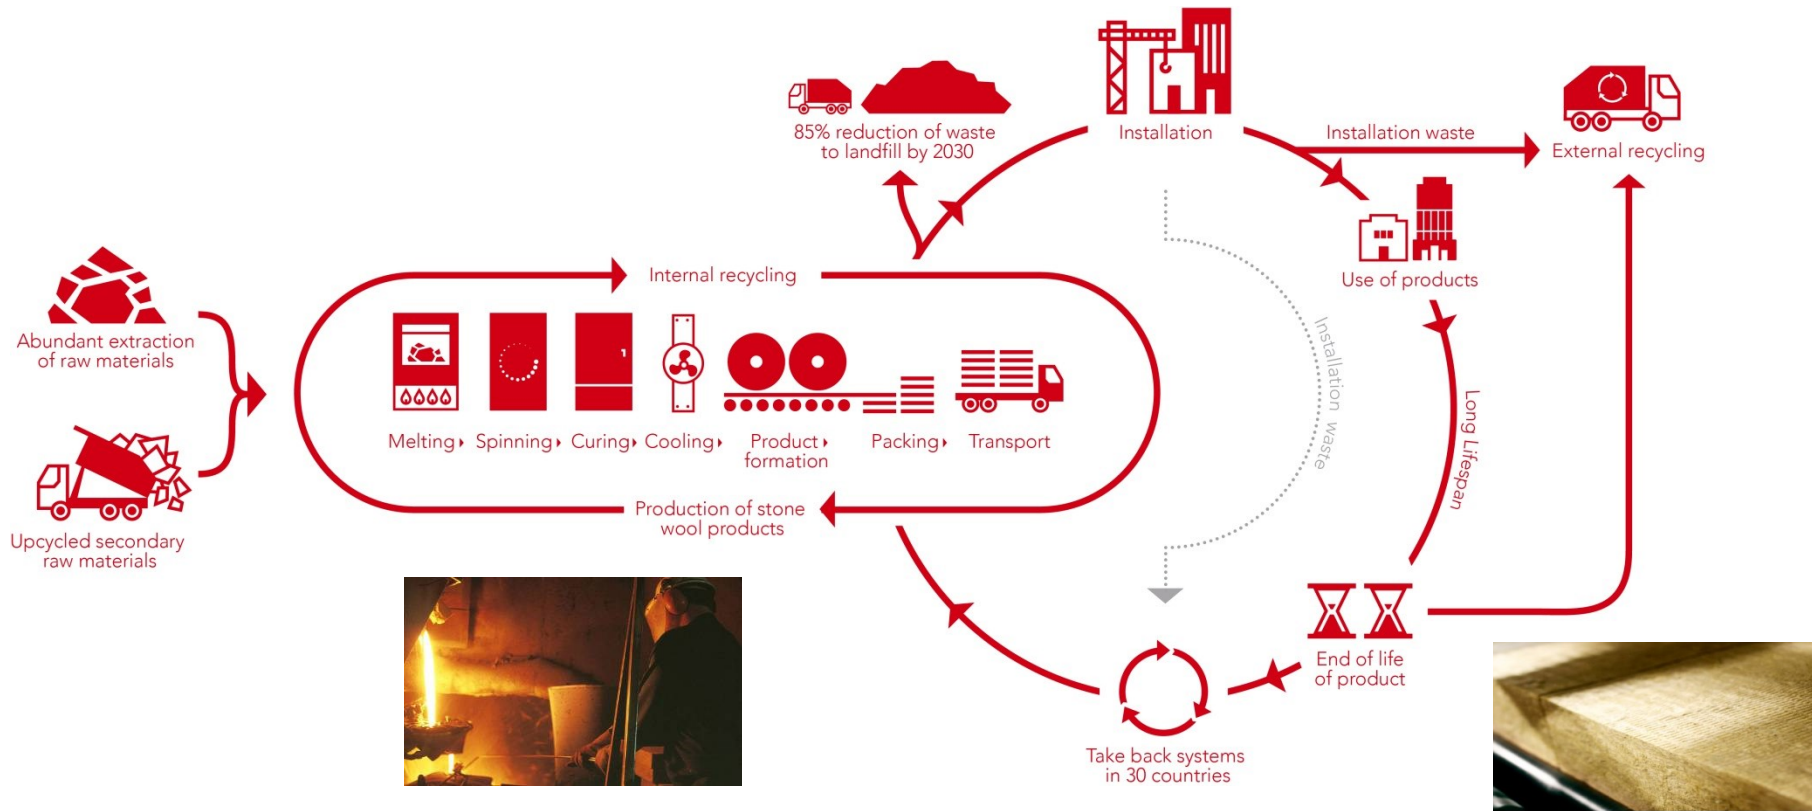 Abundant extraction
of raw materials
Upcycled secondary
raw materials
Internal recycling
Melting
Spinning
Curing
Cooling
Product
formation
Packing
Transport
Production of stone
wool products
85% reduction of waste
to landfill by 2030
Installation
Installation waste
External recycling
Use of products
Installation waste
Long Lifespan
End of life
of product
Take back systems
in 30 countries